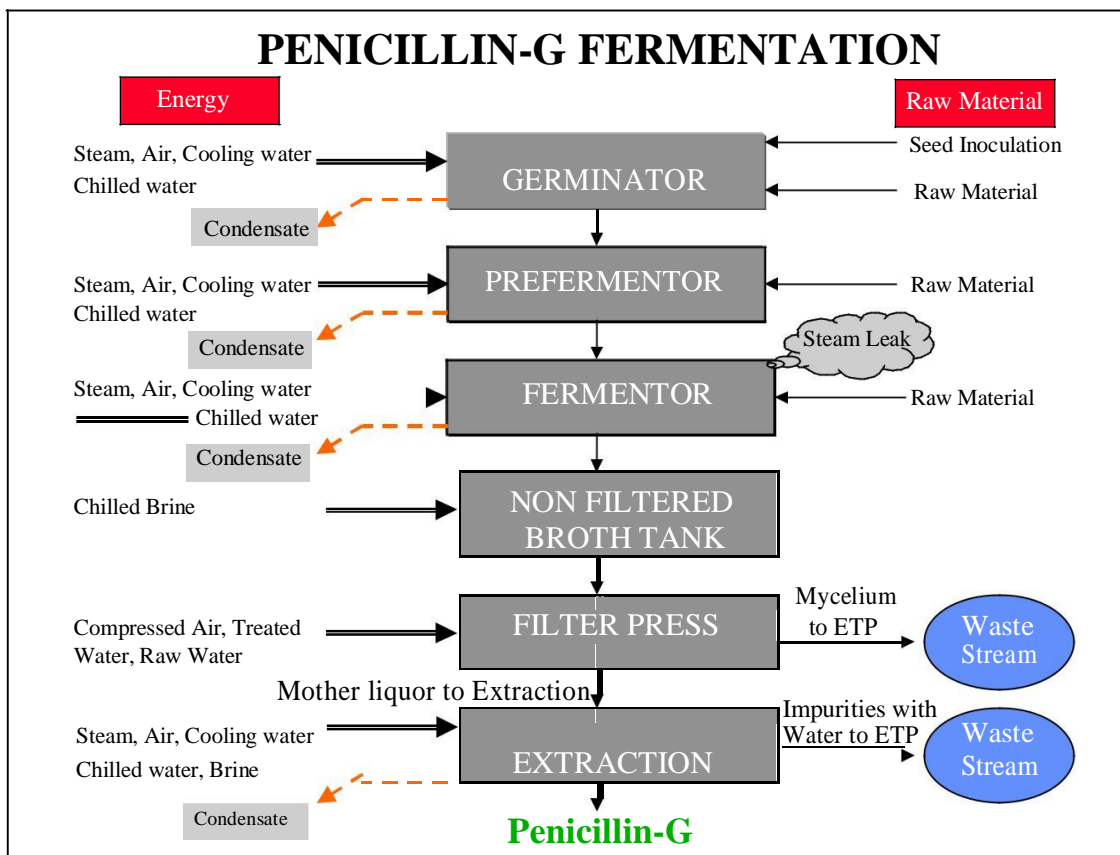 PENICILLIN-G FERMENTATION
Energy
Raw Material
Steam, Air, Cooling water
Chilled water
Condensate
GERMINATOR
Seed Inoculation
Raw Material
Steam, Air, Cooling water
Chilled water
Condensate
PREFERMENTOR
Raw Material
Steam Leak
Steam, Air, Cooling water
Chilled water
Condensate
FERMENTOR
Raw Material
Chilled Brine
NON FILTERED
BROTH TANK
Compressed Air, Treated
Water, Raw Water
FILTER PRESS
Mycelium
to ETP
Waste
Stream
Mother liquor to Extraction
Steam, Air, Cooling water
Chilled water, Brine
Condensate
EXTRACTION
Impurities with
Water to ETP
Waste
Stream
Penicillin-G